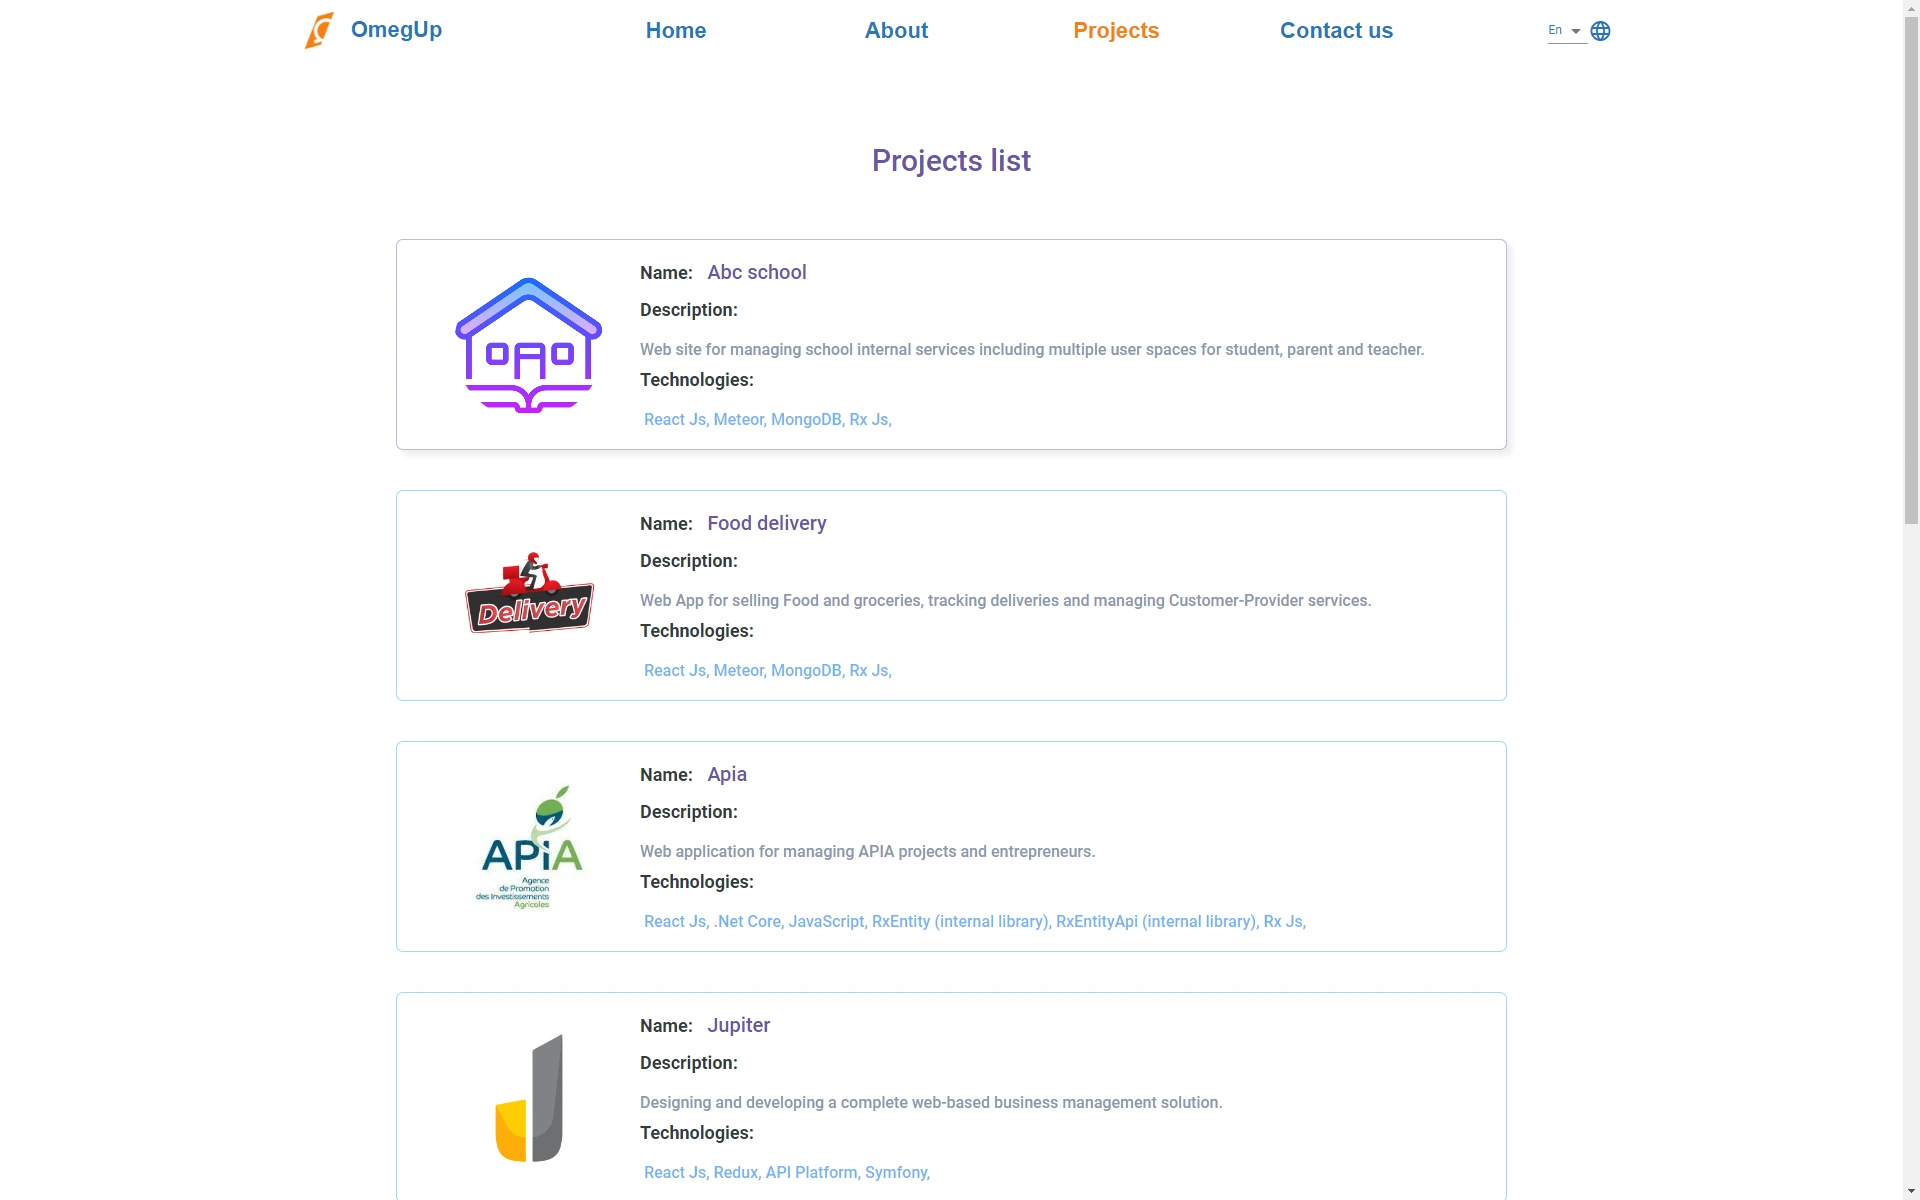 OmegUp Home About Projects Contact us En
Projects list
Name: Abc school
Description:
Web site for managing school internal services including multiple user spaces for student, parent and teacher.
Technologies:
React Js, Meteor, MongoDB, Rx Js,
Delivery
Name: Food delivery
Description:
Web App for selling Food and groceries, tracking deliveries and managing Customer-Provider services.
Technologies:
React Js, Meteor, MongoDB, Rx Js,
APiA
Agence
de Promotion
des Investissements
Agricoles
Name: Apia
Description:
Web application for managing APIA projects and entrepreneurs.
Technologies:
React Js, .Net Core, JavaScript, RxEntity (internal library), RxEntityApi (internal library), Rx Js,
Name: Jupiter
Description:
Designing and developing a complete web-based business management solution.
Technologies:
React Js, Redux, API Platform, Symfony,